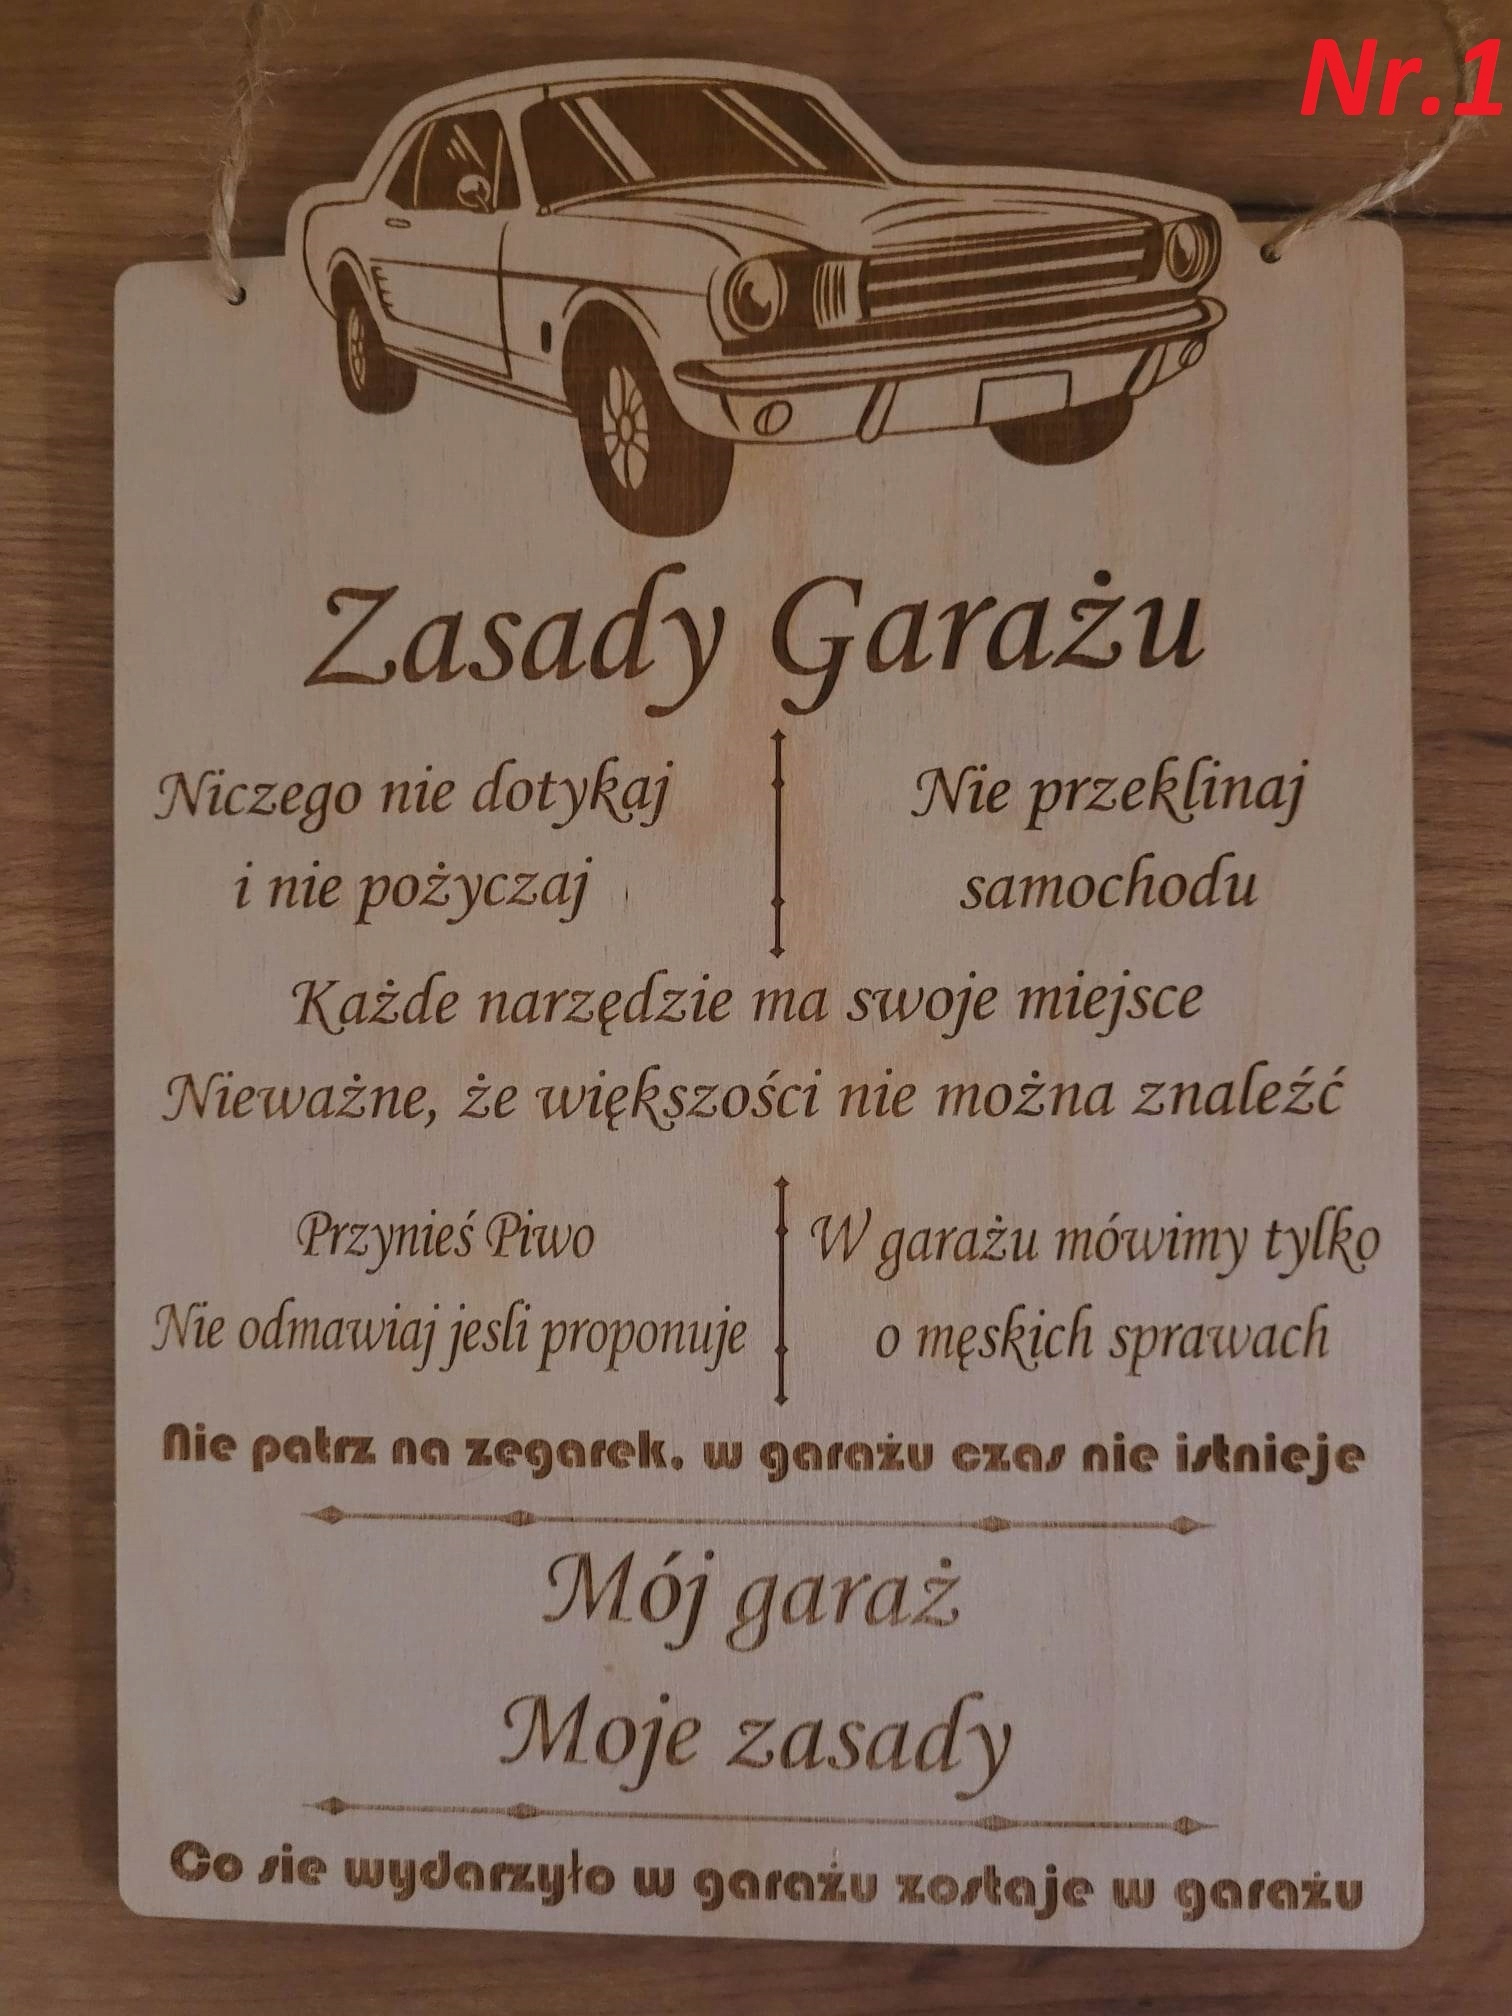 Nr.1
Zasady Garażu
Niczego nie dotykaj
i nie pożyczaj
Nie przeklinaj
samochodu
Każde narzędzie ma swoje miejsce
Nieważne, że większości nie można znaleźć
Przynieś Piwo
Nie odmawiaj jesli proponuje
W garażu mówimy tylko
o męskich sprawach
Nie patrz na zegarek. w garażu czas nie istnieje
Mój garaż
Moje zasady
Co sie wydarzyło w garażu zostaje w garażu